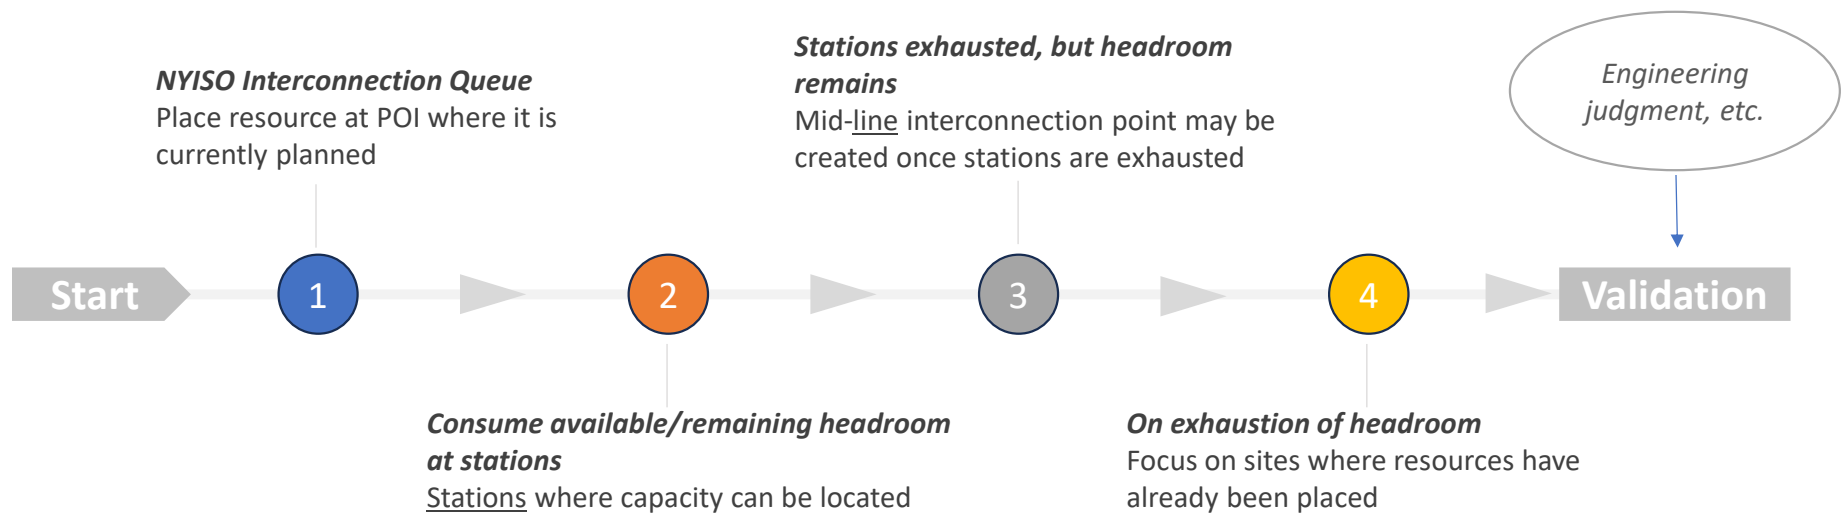 NYISO Interconnection Queue
Place resource at POI where it is
currently planned
Stations exhausted, but headroom
remains
Mid-line interconnection point may be
created once stations are exhausted
Engineering
judgment, etc.
Start
1
2
3
4
Validation
Consume available/remaining headroom
at stations
Stations where capacity can be located
On exhaustion of headroom
Focus on sites where resources have
already been placed